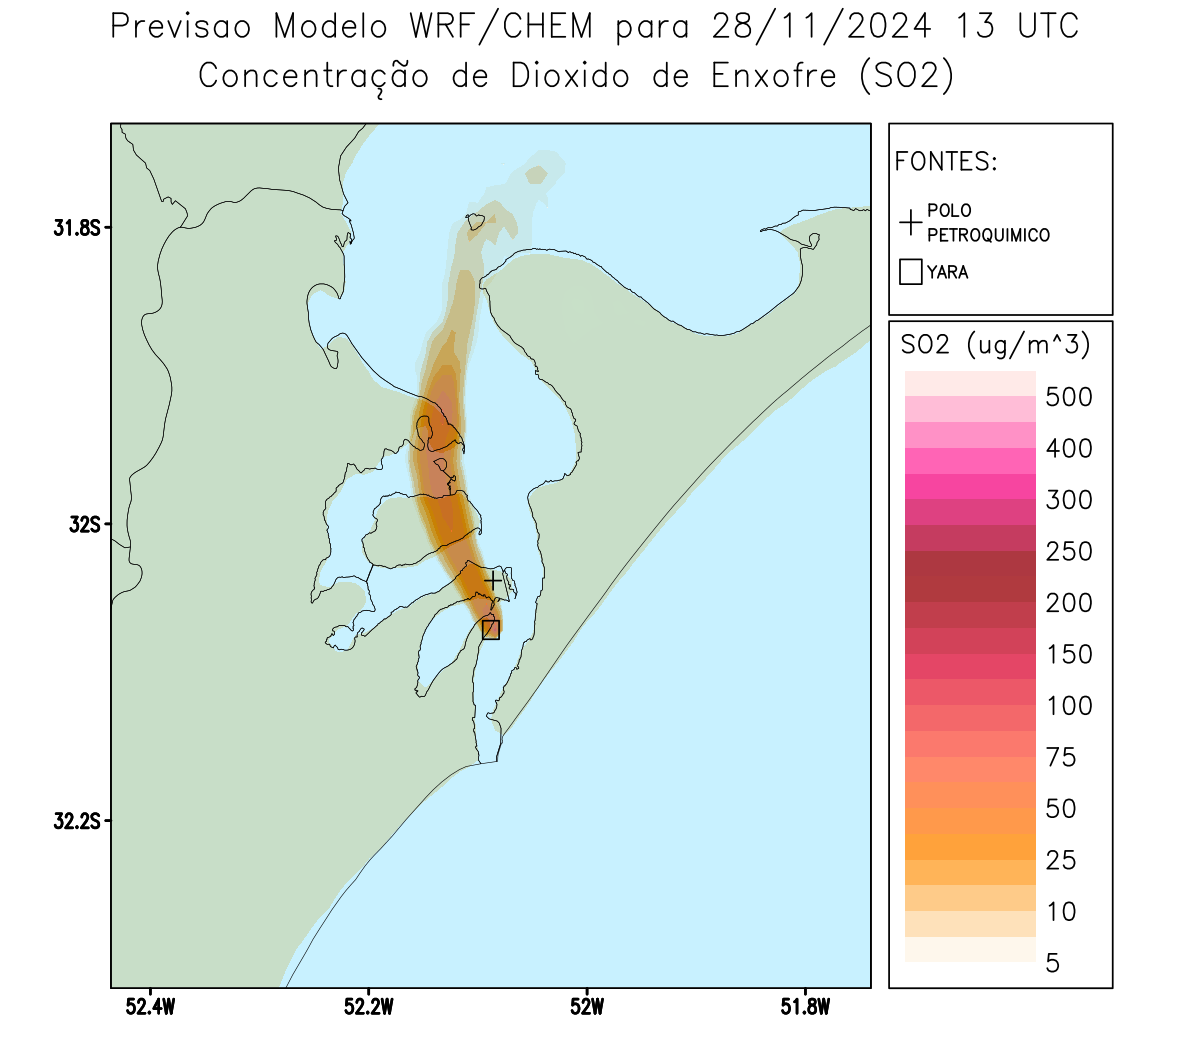 Previsao Modelo WRF/CHEM para 28/11/2024 13 UTC
Concentração de Dioxido de Enxofre (SO2)
FONTES:
POLO
PETROQUIMICO
YARA
31.8S
32S
32.2S
52.4W
52.2W
52W
51.8W
SO2 (ug/m^3)
500
400
300
250
200
150
100
75
50
25
10
5